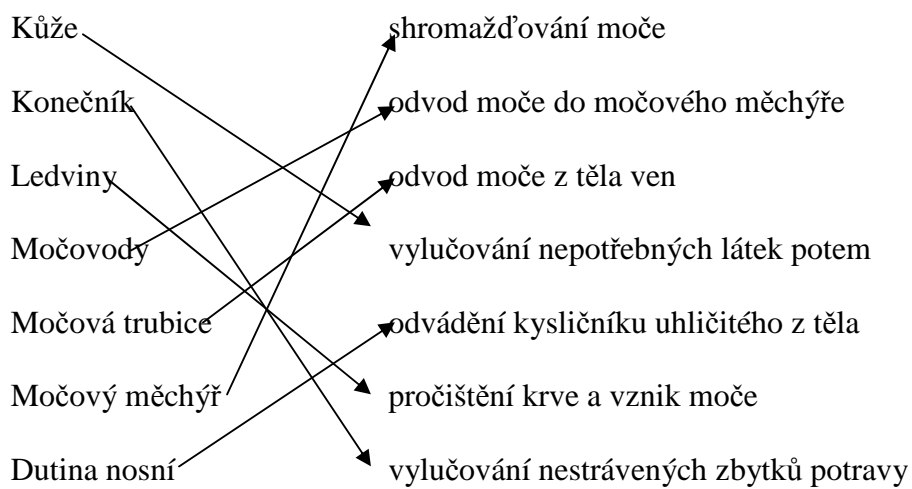 Kůže shromažďování moče
Konečník odvod moče do močového měchýře
Ledviny odvod moče z těla ven
Močovody vylučování nepotřebných látek potem
Močová trubice odvádění kysličníku uhličitého z těla
Močový měchýř pročištění krve a vznik moče
Dutina nosní vylučování nestrávených zbytků potravy